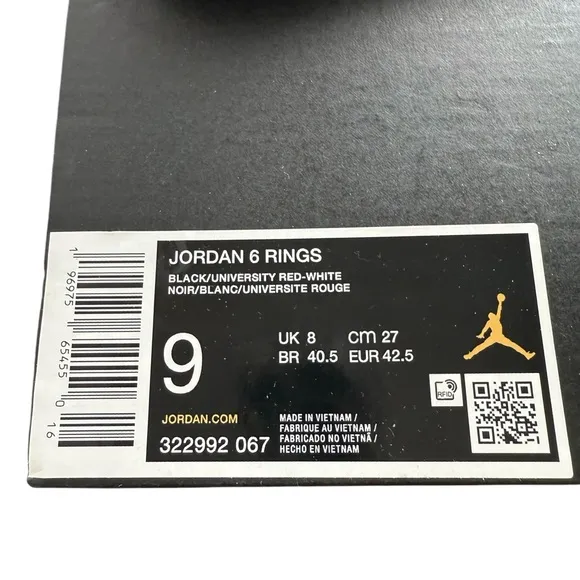 JORDAN 6 RINGS
BLACK/UNIVERSITY RED-WHITE
NOIR/BLANC/UNIVERSITE ROUGE
9
UK 8 cm 27
BR 40.5 EUR 42.5
JORDAN.COM
322992 067
MADE IN VIETNAM /
FABRIQUE AU VIETNAM /
FABRICADO NO VIETNÃ /
HECHO EN VIETNAM
RFID
1 96975 65455 0 16